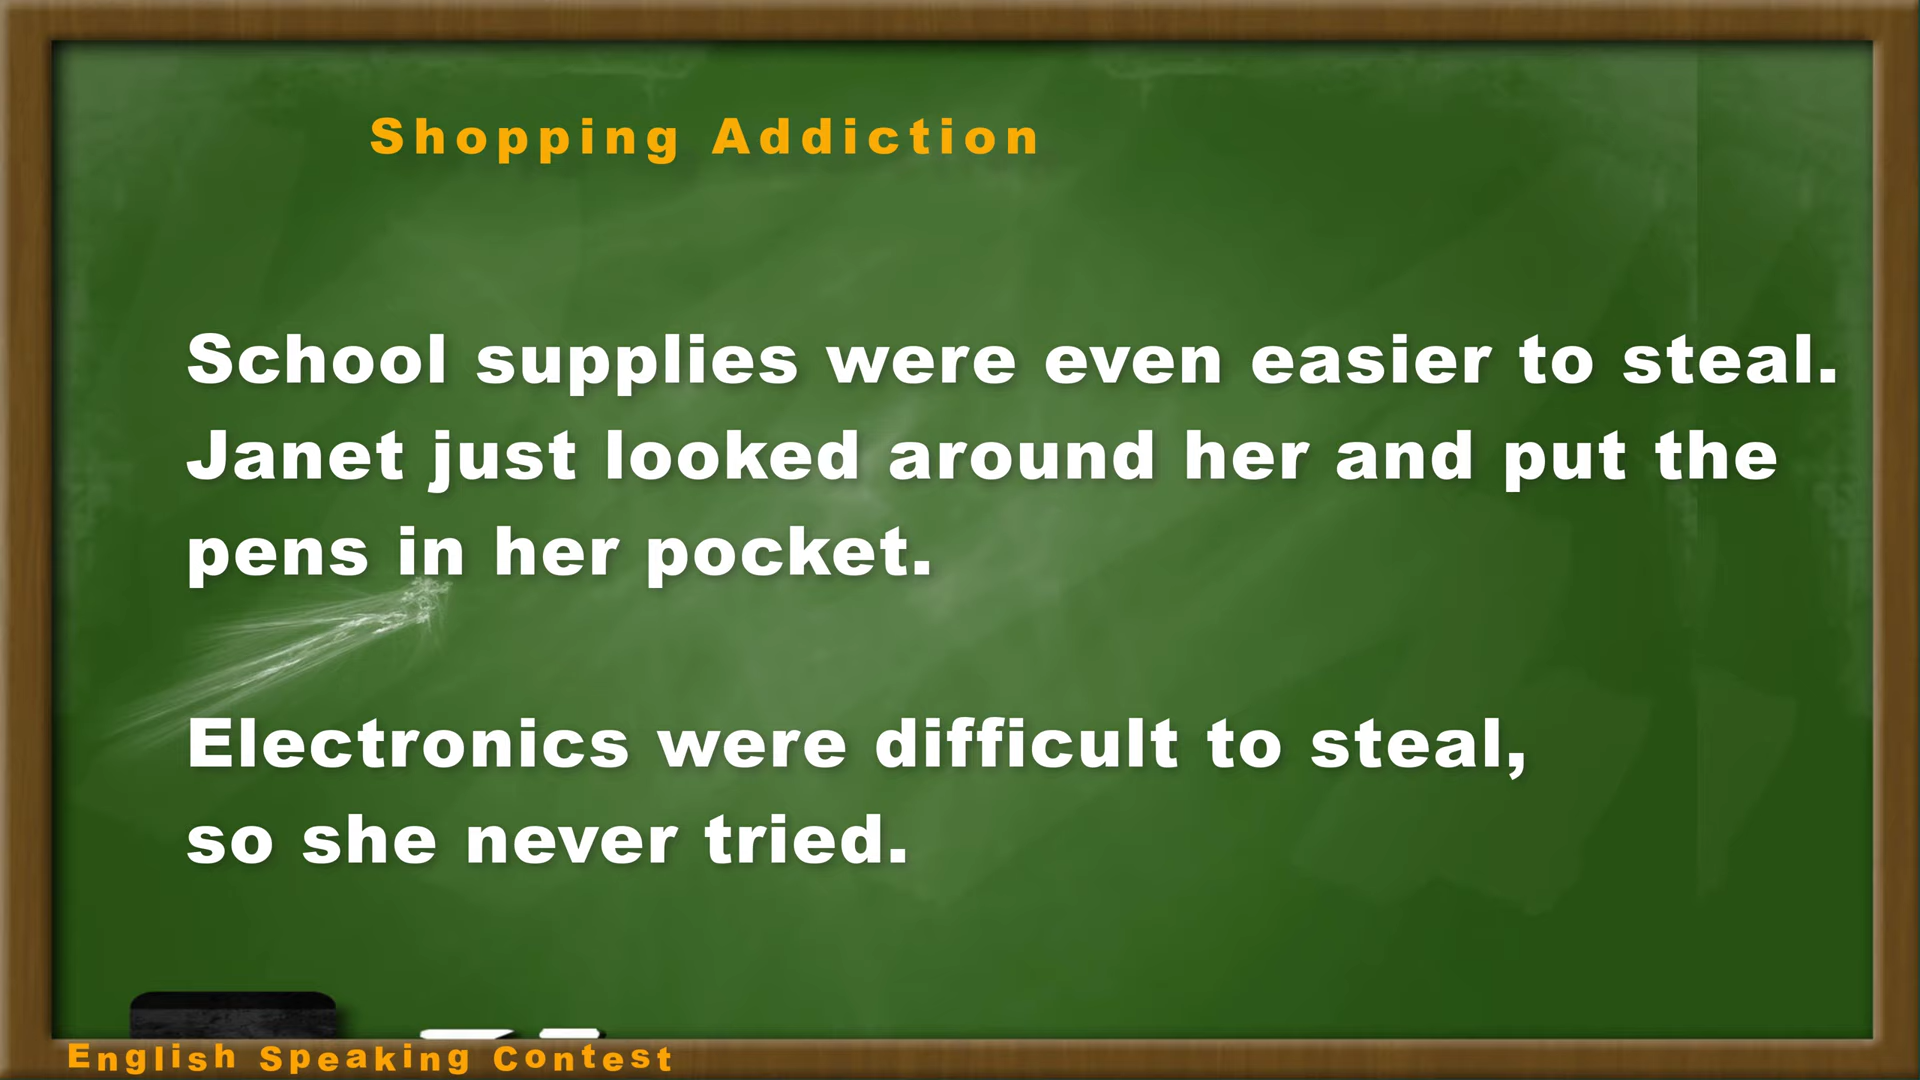 Shopping Addiction
School supplies were even easier to steal.
Janet just looked around her and put the
pens in her pocket.
Electronics were difficult to steal,
so she never tried.
English Speaking Contest